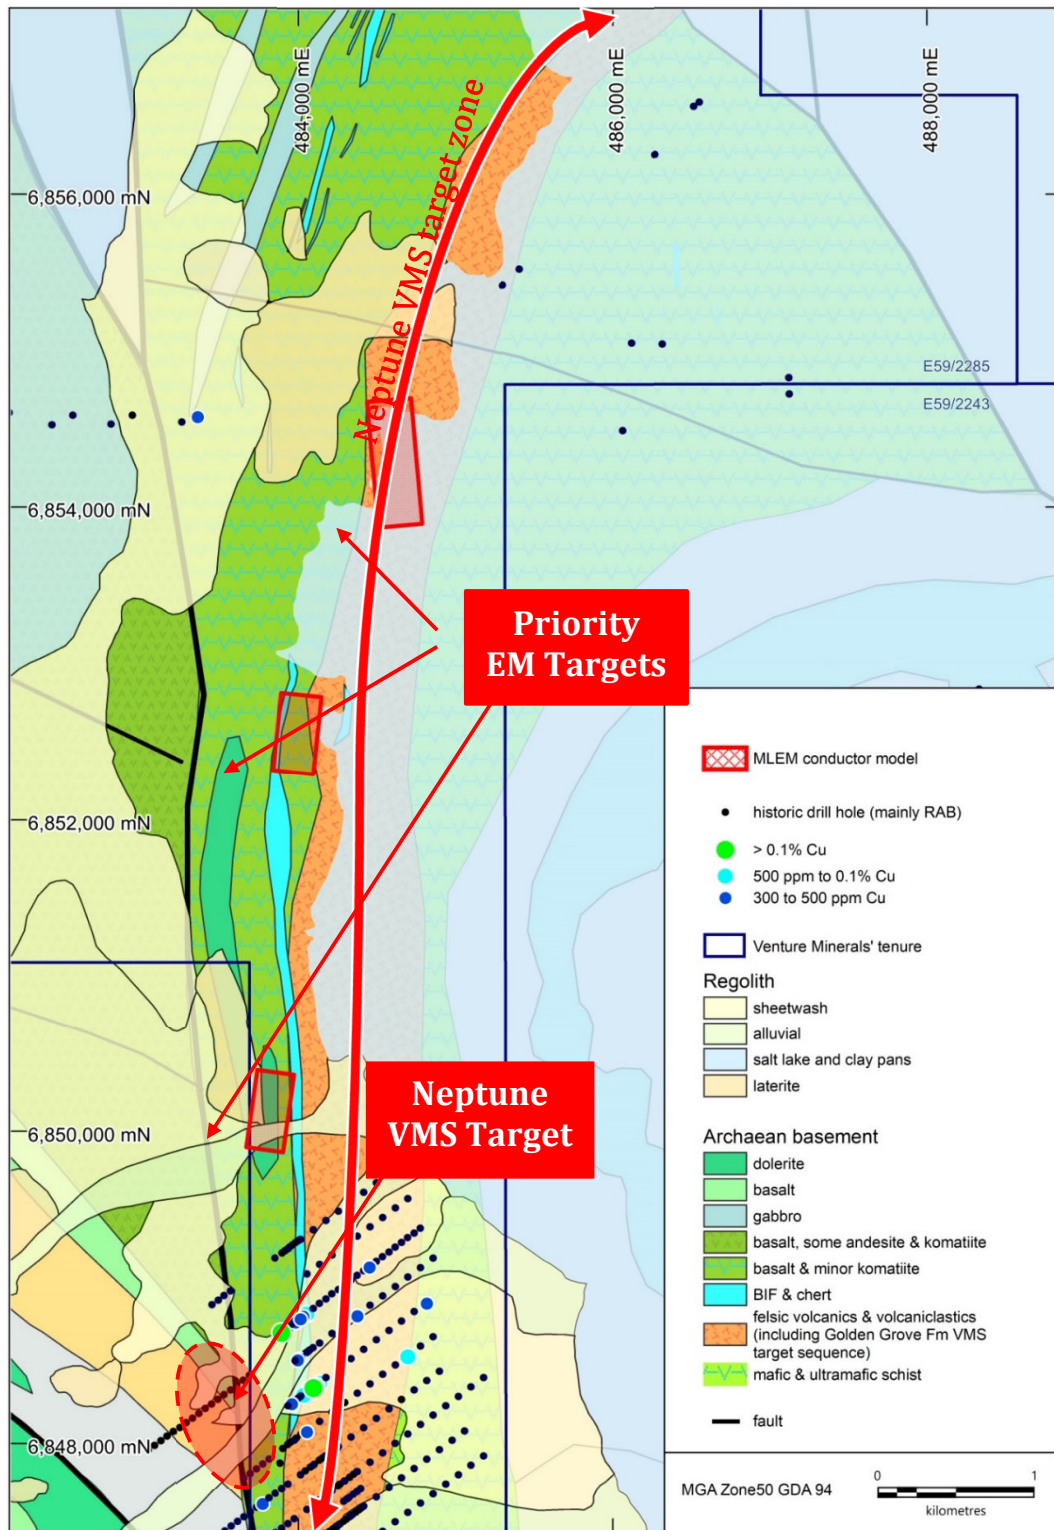 484,000 mE
486,000 mE
488,000 mE
6,856,000 mN
Neptune VMS target zone
E59/2285
E59/2243
6,854,000 mN
Priority
EM Targets
6,852,000 mN
6,850,000 mN
Neptune
VMS Target
6,848,000 mN
MLEM conductor model
historic drill hole (mainly RAB)
> 0.1% Cu
500 ppm to 0.1% Cu
300 to 500 ppm Cu
Venture Minerals' tenure
Regolith
sheetwash
alluvial
salt lake and clay pans
laterite
Archaean basement
dolerite
basalt
gabbro
basalt, some andesite & komatiite
basalt & minor komatiite
BIF & chert
felsic volcanics & volcaniclastics
(including Golden Grove Fm VMS
target sequence)
mafic & ultramafic schist
fault
MGA Zone50 GDA 94
0 1
kilometres